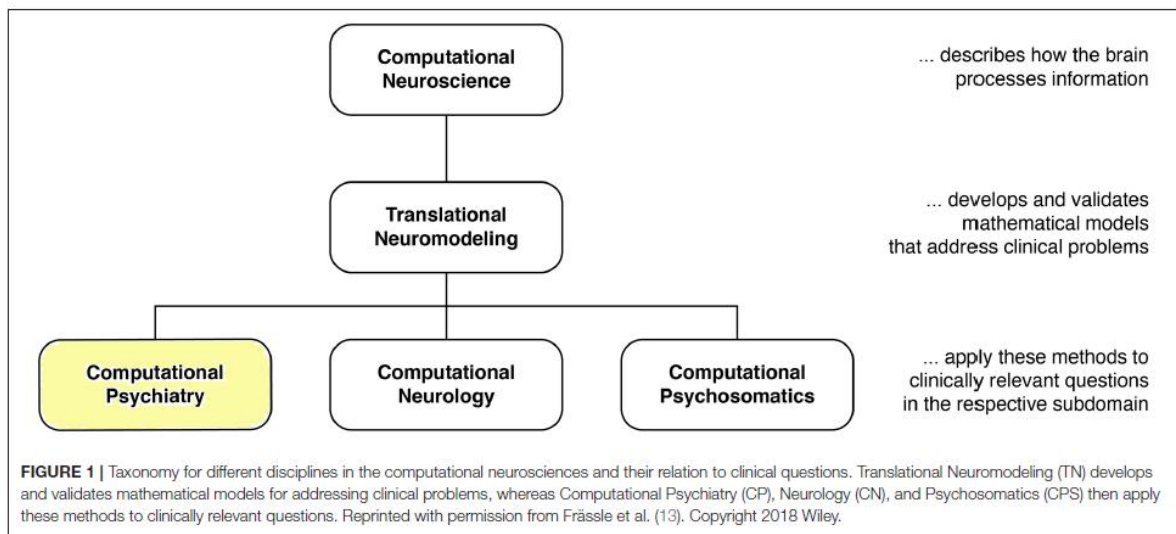 Computational
Neuroscience
... describes how the brain
processes information
Translational
Neuromodeling
... develops and validates
mathematical models
that address clinical problems
Computational
Psychiatry
Computational
Neurology
Computational
Psychosomatics
... apply these methods to
clinically relevant questions
in the respective subdomain
FIGURE 1 | Taxonomy for different disciplines in the computational neurosciences and their relation to clinical questions. Translational Neuromodeling (TN) develops
and validates mathematical models for addressing clinical problems, whereas Computational Psychiatry (CP), Neurology (CN), and Psychosomatics (CPS) then apply
these methods to clinically relevant questions. Reprinted with permission from Frässle et al. (13). Copyright 2018 Wiley.